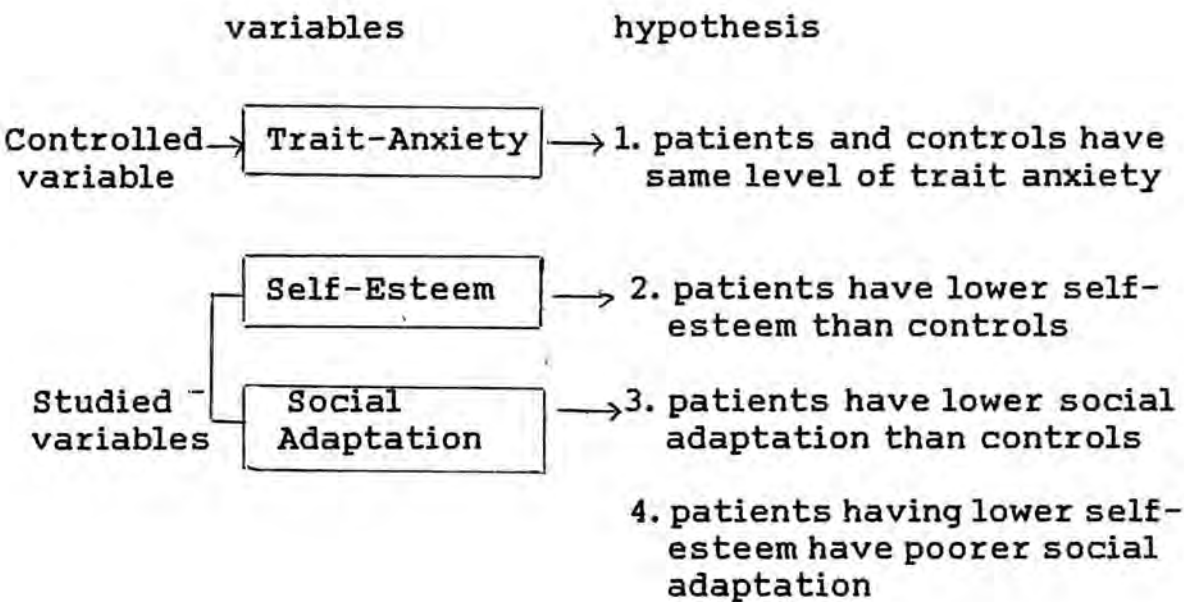 variables hypothesis
Controlled variable
Trait-Anxiety
1. patients and controls have
same level of trait anxiety
Studied
variables
Self-Esteem
2. patients have lower self-
esteem than controls
Social
Adaptation
3. patients have lower social
adaptation than controls
4. patients having lower self-
esteem have poorer social
adaptation